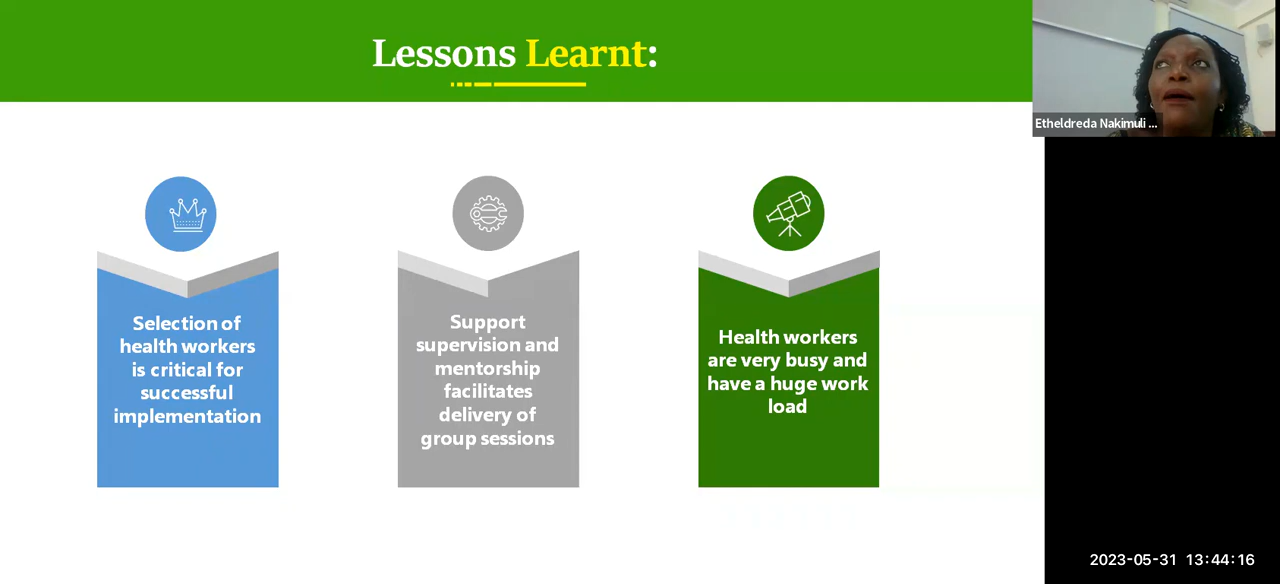 Lessons Learnt:
Etheldreda Nakimuli ...
Selection of
health workers
is critical for
successful
implementation
Support
supervision and
mentorship
facilitates
delivery of
group sessions
Health workers
are very busy and
have a huge work
load
2023-05-31 13:44:16